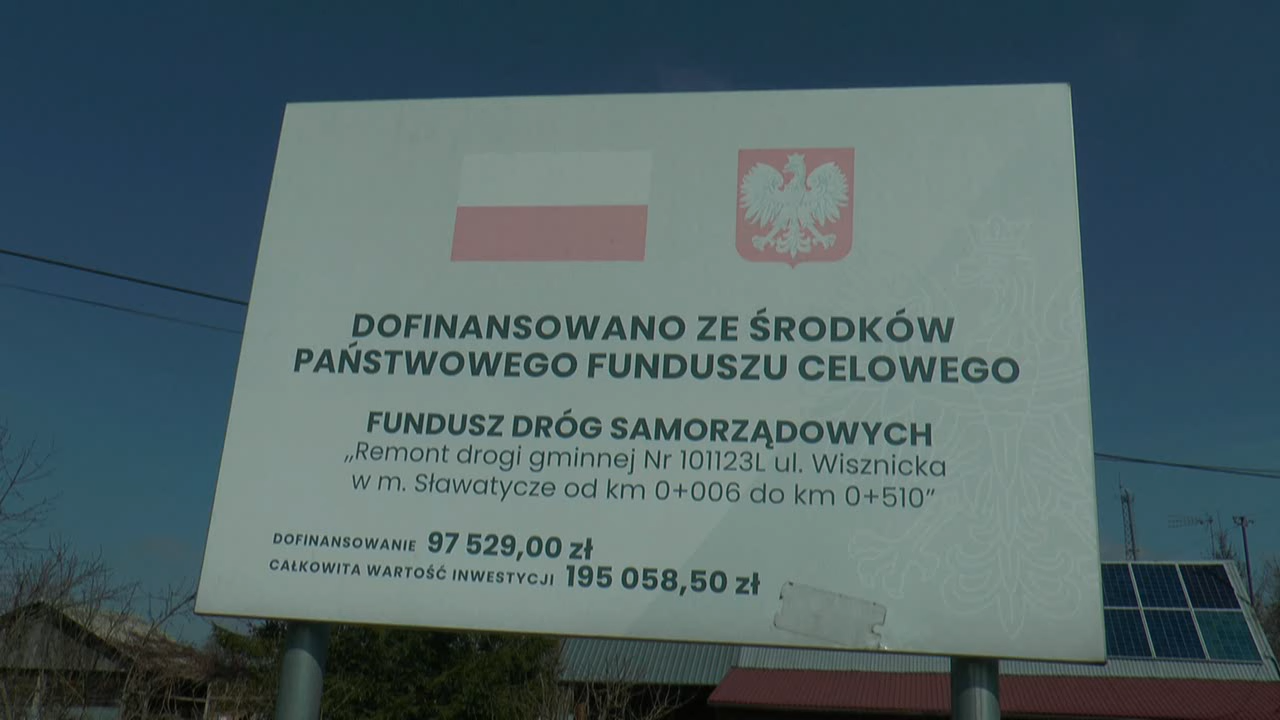 DOFINANSOWANO ZE ŚRODKÓW
PAŃSTWOWEGO FUNDUSZU CELOWEGO
FUNDUSZ DRÓG SAMORZĄDOWYCH
„Remont drogi gminnej Nr 101123L ul. Wisznicka
w m. Sławatycze od km 0+006 do km 0+510”
DOFINANSOWANIE 97 529,00 zł
CAŁKOWITA WARTOŚĆ INWESTYCJI 195 058,50 zł